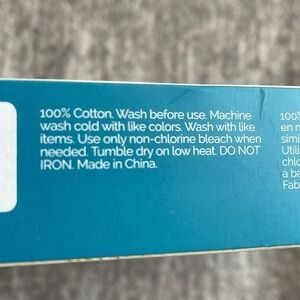 100% Cotton. Wash before use. Machine
wash cold with like colors. Wash with like
items. Use only non-chlorine bleach when
needed. Tumble dry on low heat. DO NOT
IRON. Made in China.
100%
en m
simi
Utili
chlo
à ba
Fab